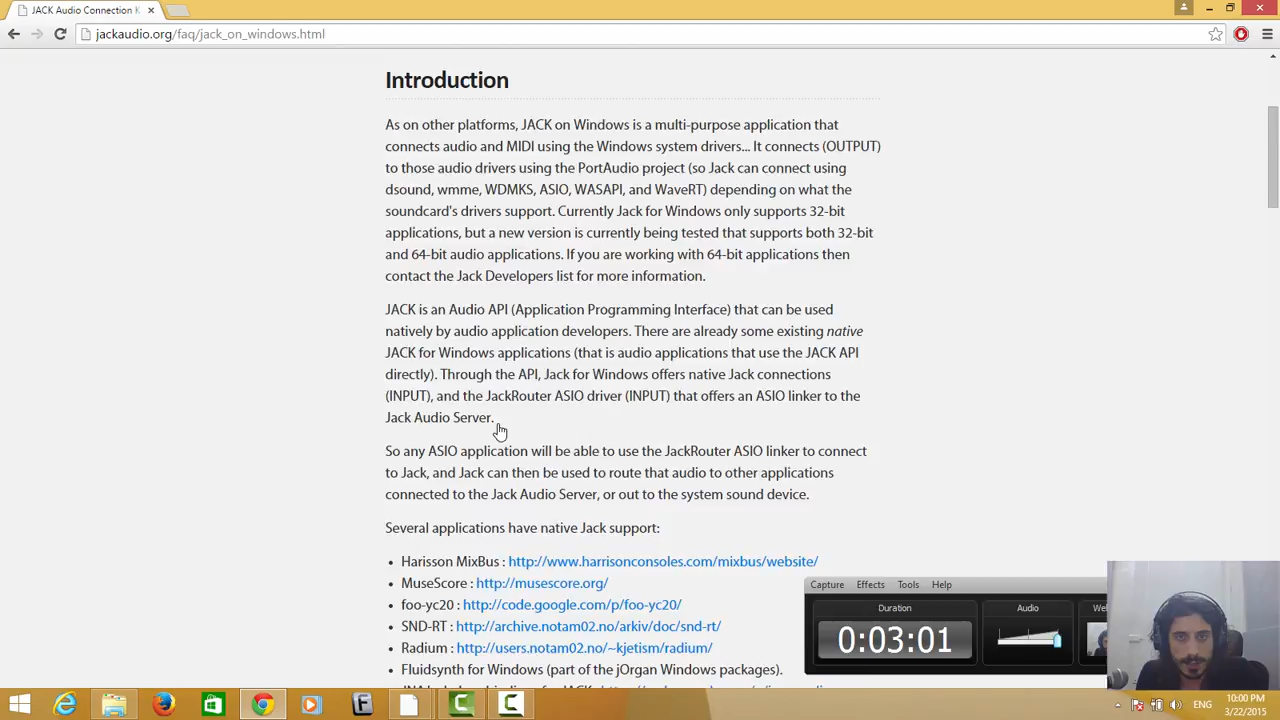 JACK Audio Connection K
jackaudio.org/faq/jack_on_windows.html
Introduction
As on other platforms, JACK on Windows is a multi-purpose application that
connects audio and MIDI using the Windows system drivers... It connects (OUTPUT)
to those audio drivers using the PortAudio project (so Jack can connect using
dsound, wmme, WDMKS, ASIO, WASAPI, and WaveRT) depending on what the
soundcard's drivers support. Currently Jack for Windows only supports 32-bit
applications, but a new version is currently being tested that supports both 32-bit
and 64-bit audio applications. If you are working with 64-bit applications then
contact the Jack Developers list for more information.
JACK is an Audio API (Application Programming Interface) that can be used
natively by audio application developers. There are already some existing native
JACK for Windows applications (that is audio applications that use the JACK API
directly). Through the API, Jack for Windows offers native Jack connections
(INPUT), and the JackRouter ASIO driver (INPUT) that offers an ASIO linker to the
Jack Audio Server.
So any ASIO application will be able to use the JackRouter ASIO linker to connect
to Jack, and Jack can then be used to route that audio to other applications
connected to the Jack Audio Server, or out to the system sound device.
Several applications have native Jack support:
Harisson MixBus : http://www.harrisonconsoles.com/mixbus/website/
MuseScore : http://musescore.org/
foo-yc20 : http://code.google.com/p/foo-yc20/
SND-RT : http://archive.notam02.no/arkiv/doc/snd-rt/
Radium : http://users.notam02.no/~kjetism/radium/
Fluidsynth for Windows (part of the jOrgan Windows packages).
Capture Effects Tools Help
Duration Audio We
0:03:01
ENG
10:00 PM
3/22/2015